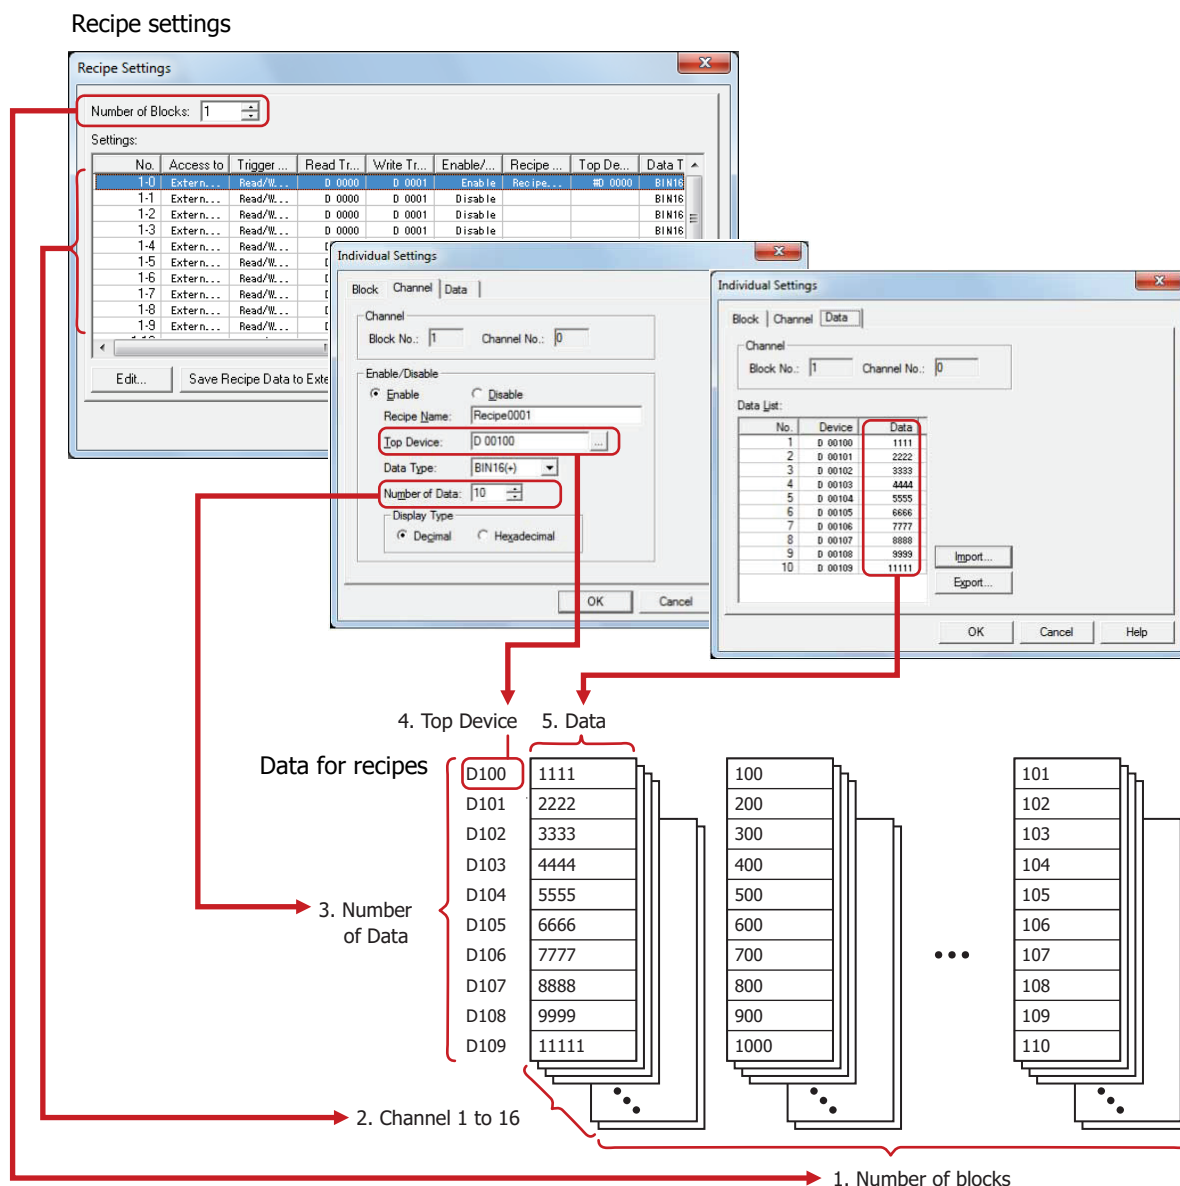 Recipe settings
Recipe Settings
Number of Blocks: 1
Settings:
No. Access to Trigger ... Read Tr... Write Tr... Enable/... Recipe ... Top De... Data T
1-0 Extern... Read/W... D 0000 D 0001 Enable Recipe... #D 0000 BIN16
1-1 Extern... Read/W... D 0000 D 0001 Disable BIN16
1-2 Extern... Read/W... D 0000 D 0001 Disable BIN16
1-3 Extern... Read/W... D 0000 D 0001 Disable BIN16
1-4 Extern... Read/W...
1-5 Extern... Read/W...
1-6 Extern... Read/W...
1-7 Extern... Read/W...
1-8 Extern... Read/W...
1-9 Extern... Read/W...
Edit... Save Recipe Data to Exte
Individual Settings
Block Channel Data
Channel
Block No.: 1 Channel No.: 0
Enable/Disable
Enable Disable
Recipe Name: Recipe0001
Top Device: D 00100 ...
Data Type: BIN16(+)
Number of Data: 10
Display Type
Decimal Hexadecimal
OK Cancel
Individual Settings
Block Channel Data
Channel
Block No.: 1 Channel No.: 0
Data List:
No. Device Data
1 D 00100 1111
2 D 00101 2222
3 D 00102 3333
4 D 00103 4444
5 D 00104 5555
6 D 00105 6666
7 D 00106 7777
8 D 00107 8888
9 D 00108 9999
10 D 00109 11111
Import...
Export...
OK Cancel Help
4. Top Device 5. Data
Data for recipes
D100 1111 100 101
D101 2222 200 102
D102 3333 300 103
D103 4444 400 104
D104 5555 500 105
D105 6666 600 106
D106 7777 700 107
D107 8888 800 108
D108 9999 900 109
D109 11111 1000 110
3. Number
of Data
2. Channel 1 to 16
1. Number of blocks